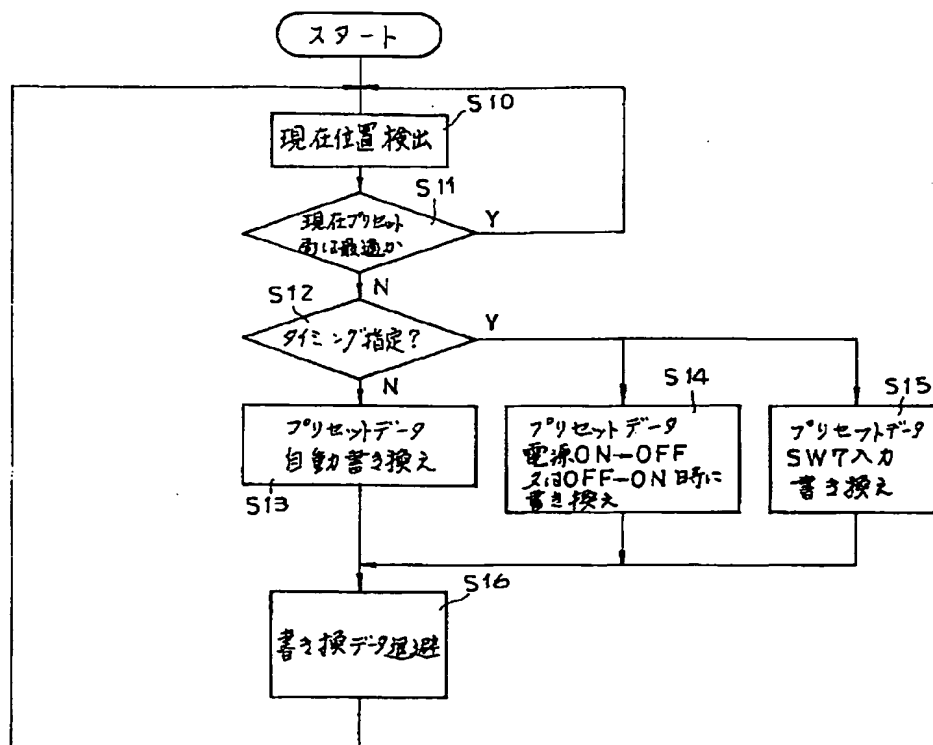 スタート
S10
現在位置検出
S11
現在プリセット
局は最適か
Y
N
S12
タイミング指定?
Y
N
プリセットデータ
自動書き換え
S13
S14
プリセットデータ
電源ON-OFF
又はOFF-ON時に
書き換え
S15
プリセットデータ
SW7入力
書き換え
S16
書き換データ退避